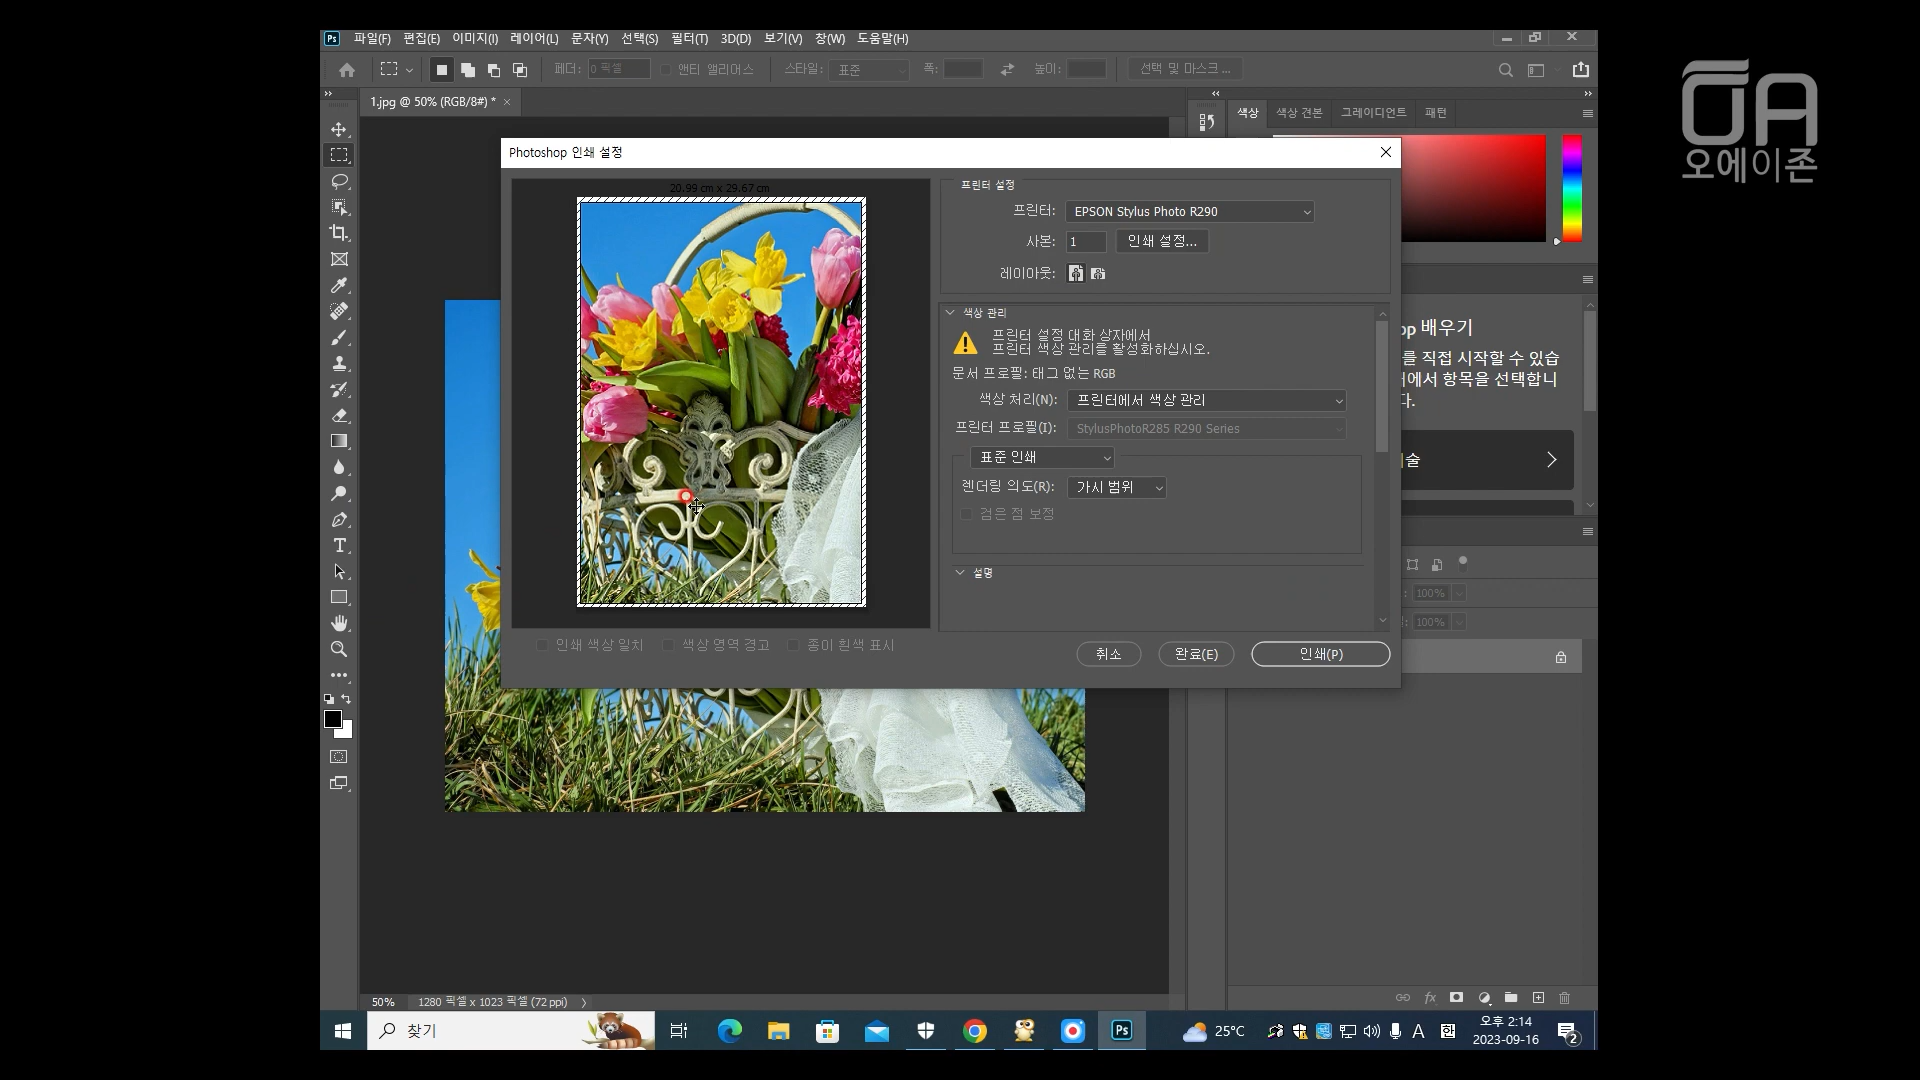 Ps 파일(F) 편집(E) 이미지(I) 레이어(L) 문자(Y) 선택(S) 필터(T) 3D(D) 보기(V) 창(W) 도움말(H)
페더: 0 픽셀 앤티 앨리어스 스타일: 표준 폭: 높이: 선택 및 마스크 ...
1.jpg @ 50% (RGB/8#) *
색상 색상 견본 그레이디언트 패턴
오에이존
Photoshop 인쇄 설정
20.99 cm x 29.67 cm
프린터 설정
프린터: EPSON Stylus Photo R290
사본: 1 인쇄 설정...
레이아웃:
색상 관리
프린터 설정 대화 상자에서
프린터 색상 관리를 활성화하십시오.
문서 프로필: 태그 없는 RGB
색상 처리(N): 프린터에서 색상 관리
프린터 프로필(I): StylusPhotoR285 R290 Series
표준 인쇄
렌더링 의도(R): 가시 범위
검은 점 보정
설명
인쇄 색상 일치 색상 영역 경고 종이 흰색 표시
취소 완료(E) 인쇄(P)
op 배우기
를 직접 시작할 수 있습
에서 항목을 선택합니
다.
술
100%
100%
50% 1280 픽셀 x 1023 픽셀 (72 ppi)
찾기
Ps
25°C
A 한
오후 2:14
2023-09-16
2